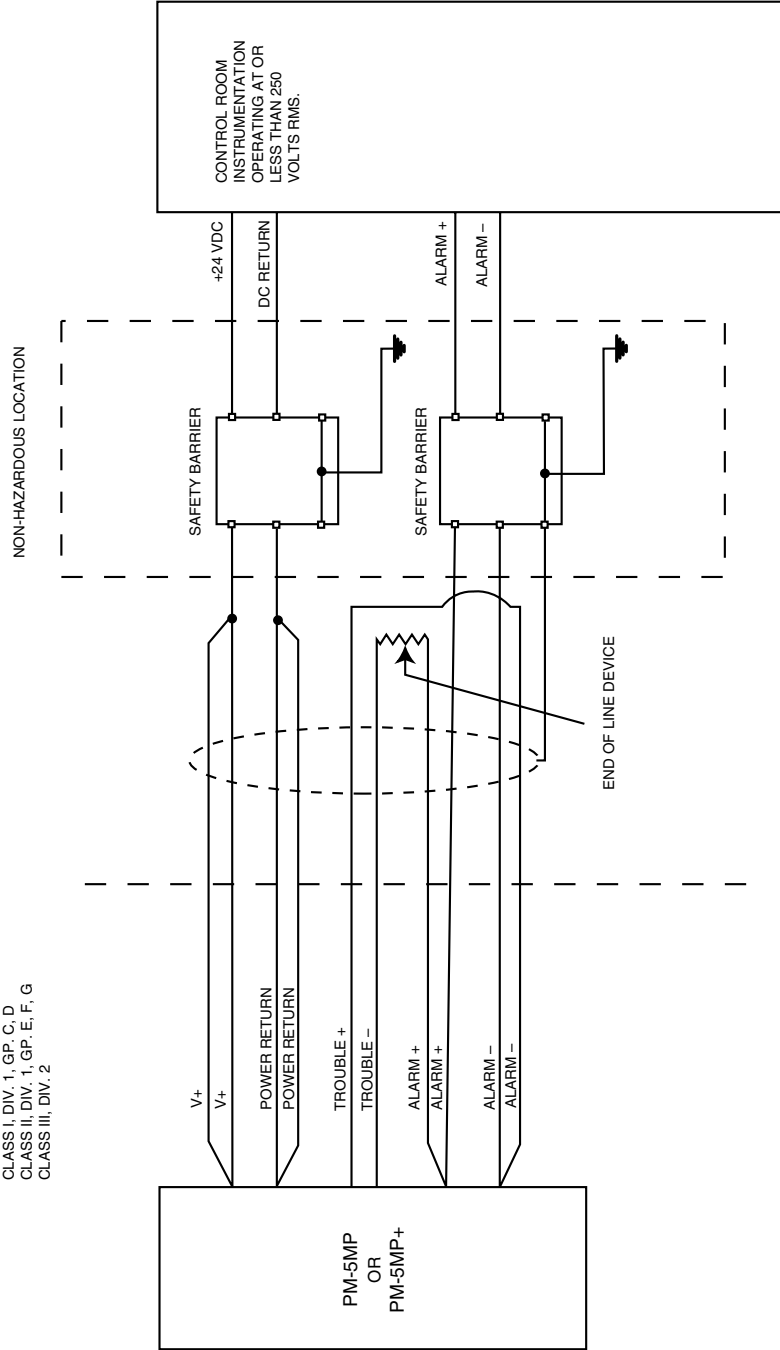 CLASS I, DIV. 1, GP. C, D
CLASS II, DIV. 1, GP. E, F, G
CLASS III, DIV. 2
NON-HAZARDOUS LOCATION
PM-5MP
OR
PM-5MP+
V+
V+
POWER RETURN
POWER RETURN
TROUBLE +
TROUBLE –
ALARM +
ALARM +
ALARM –
ALARM –
END OF LINE DEVICE
SAFETY BARRIER
SAFETY BARRIER
+24 VDC
DC RETURN
ALARM +
ALARM –
CONTROL ROOM
INSTRUMENTATION
OPERATING AT OR
LESS THAN 250
VOLTS RMS.